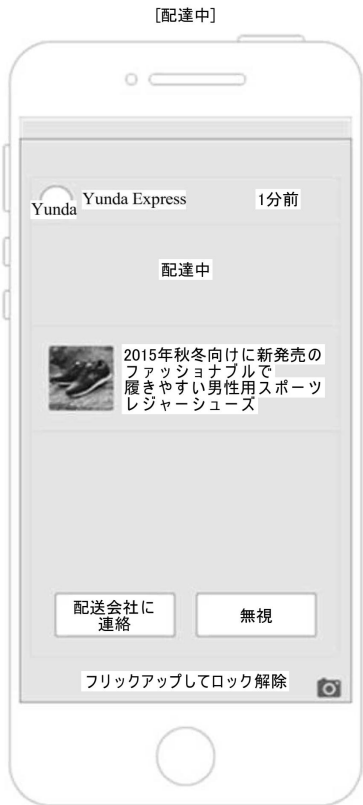 [配達中]
Yunda
Yunda Express
1分前
配達中
2015年秋冬向けに新発売の
ファッショナブルで
履きやすい男性用スポーツ
レジャーシューズ
配送会社に
連絡
無視
フリックアップしてロック解除